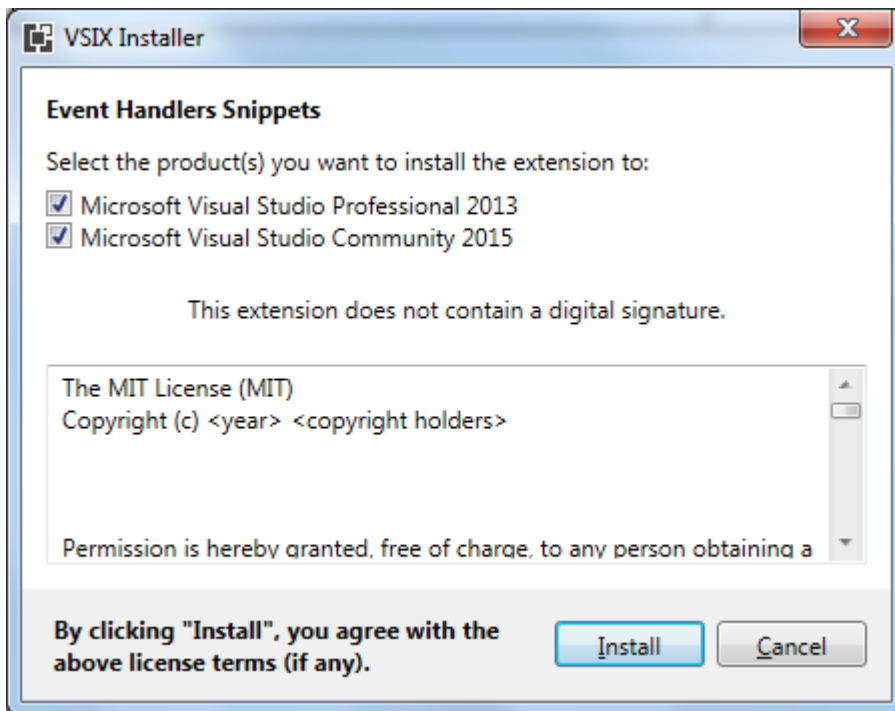 VSIX Installer
Event Handlers Snippets
Select the product(s) you want to install the extension to:
Microsoft Visual Studio Professional 2013
Microsoft Visual Studio Community 2015
This extension does not contain a digital signature.
The MIT License (MIT)
Copyright (c) <year> <copyright holders>
Permission is hereby granted, free of charge, to any person obtaining a
By clicking "Install", you agree with the
above license terms (if any).
Install
Cancel